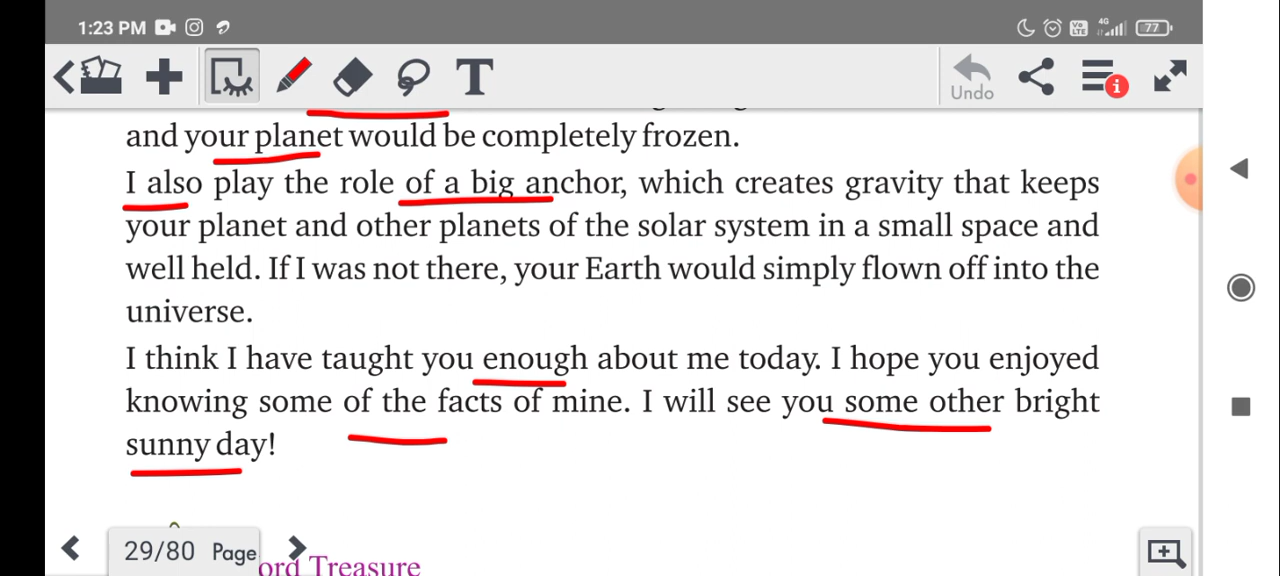 1:23 PM
4G
77
T
Undo
and your planet would be completely frozen.
I also play the role of a big anchor, which creates gravity that keeps
your planet and other planets of the solar system in a small space and
well held. If I was not there, your Earth would simply flown off into the
universe.
I think I have taught you enough about me today. I hope you enjoyed
knowing some of the facts of mine. I will see you some other bright
sunny day!
29/80 Page
ord Treasure